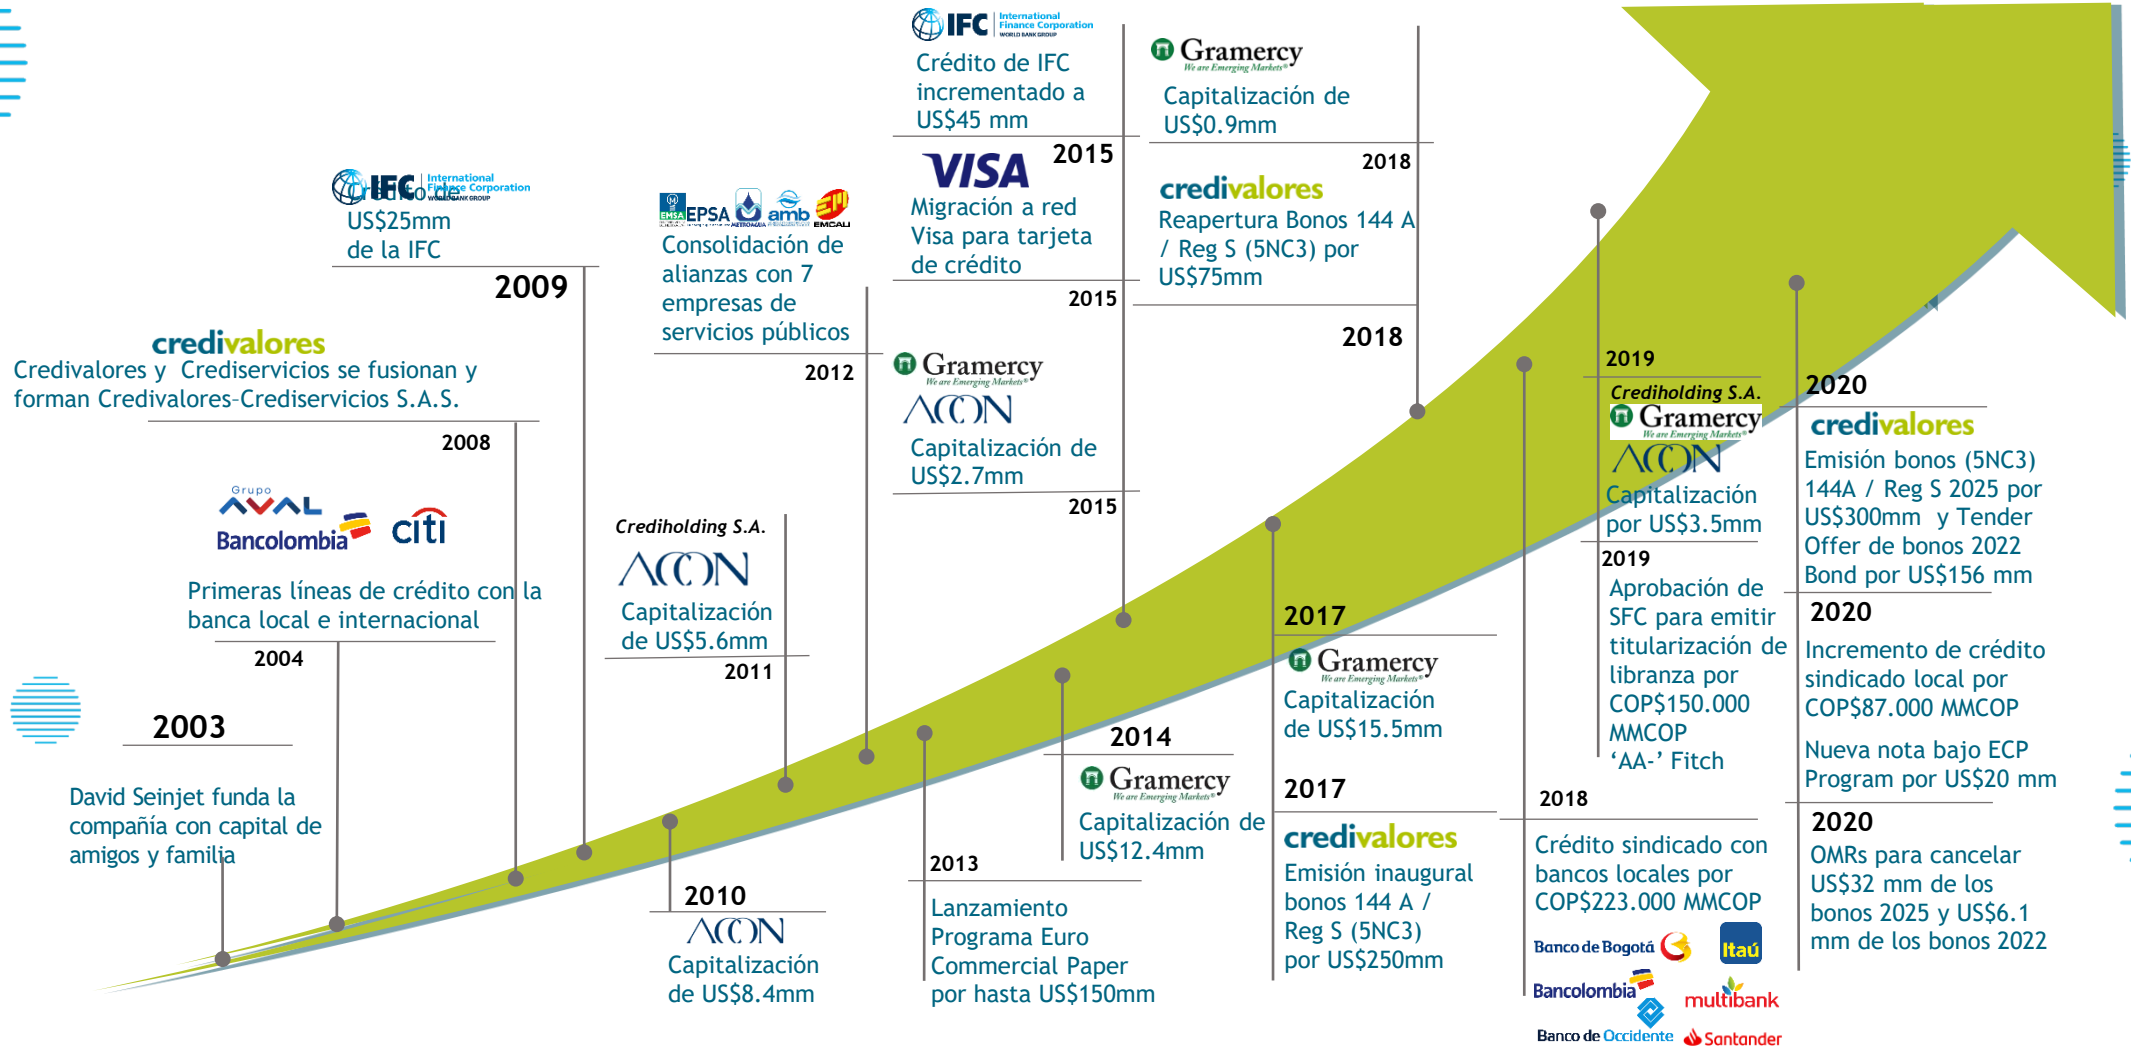 2003
David Seinjet funda la
compañía con capital de
amigos y familia
Grupo
AVAL
Bancolombia
citi
Primeras líneas de crédito con la
banca local e internacional
2004
credivalores
Credivalores y Crediservicios se fusionan y
forman Credivalores–Crediservicios S.A.S.
2008
IFC
International
Finance Corporation
WORLD BANK GROUP
Crédito de
US$25mm
de la IFC
2009
2010
ACON
Capitalización
de US$8.4mm
Crediholding S.A.
ACON
Capitalización
de US$5.6mm
2011
EMSA
EPSA
METROAGUA
amb
EMCALI
Consolidación de
alianzas con 7
empresas de
servicios públicos
2012
2013
Lanzamiento
Programa Euro
Commercial Paper
por hasta US$150mm
2014
Gramercy
We are Emerging Markets®
Capitalización de
US$12.4mm
IFC
International
Finance Corporation
WORLD BANK GROUP
Crédito de IFC
incrementado a
US$45 mm
2015
VISA
Migración a red
Visa para tarjeta
de crédito
2015
Gramercy
We are Emerging Markets®
ACON
Capitalización de
US$2.7mm
2015
2017
Gramercy
We are Emerging Markets®
Capitalización
de US$15.5mm
2017
credivalores
Emisión inaugural
bonos 144 A /
Reg S (5NC3)
por US$250mm
Gramercy
We are Emerging Markets®
Capitalización de
US$0.9mm
2018
credivalores
Reapertura Bonos 144 A
/ Reg S (5NC3) por
US$75mm
2018
2018
Crédito sindicado con
bancos locales por
COP$223.000 MMCOP
Banco de Bogotá
Itaú
Bancolombia
multibank
Banco de Occidente
Santander
2019
Crediholding S.A.
Gramercy
We are Emerging Markets®
ACON
Capitalización
por US$3.5mm
2019
Aprobación de
SFC para emitir
titularización de
libranza por
COP$150.000
MMCOP
‘AA-’ Fitch
2020
credivalores
Emisión bonos (5NC3)
144A / Reg S 2025 por
US$300mm y Tender
Offer de bonos 2022
Bond por US$156 mm
2020
Incremento de crédito
sindicado local por
COP$87.000 MMCOP
Nueva nota bajo ECP
Program por US$20 mm
2020
OMRs para cancelar
US$32 mm de los
bonos 2025 y US$6.1
mm de los bonos 2022